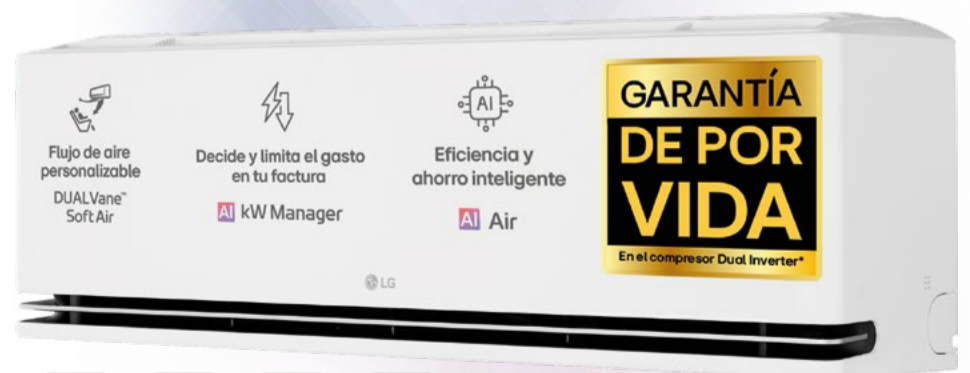 Flujo de aire
personalizable
DUALVane™
Soft Air
Decide y limita el gasto
en tu factura
AI kW Manager
AI
Eficiencia y
ahorro inteligente
AI Air
GARANTÍA
DE POR
VIDA
En el compresor Dual Inverter*
LG